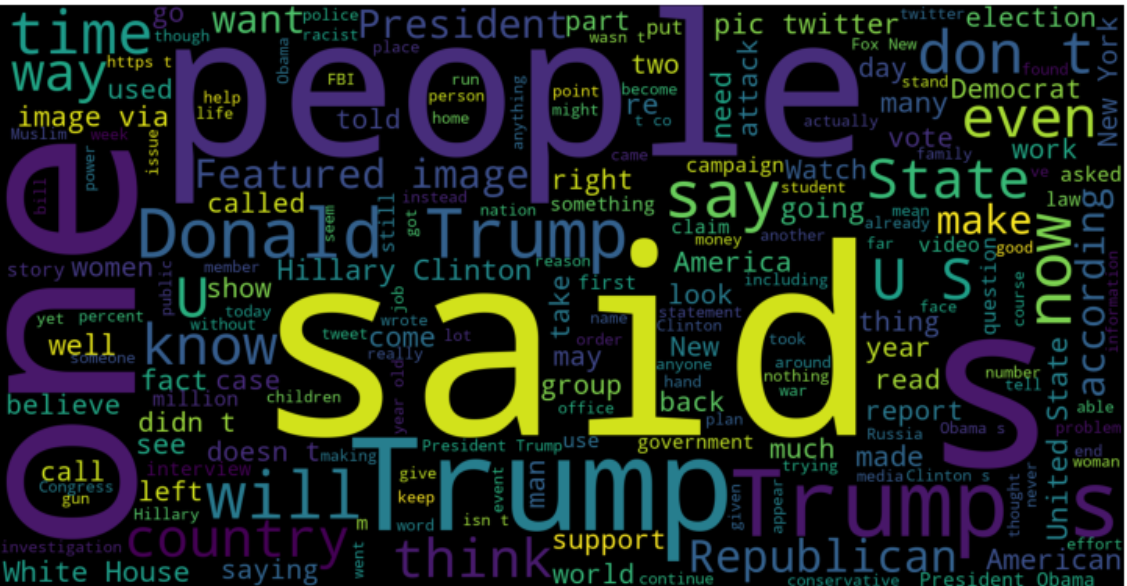 time
go
want
police
racist
President
part
wasn t
put
pic twitter
twitter
election
though
place
Obama
people
way
https t
used
FBI
run
person
home
help
life
told
anything
two
point
might
become
re
t co
need
attack
day
many
Fox New
stand
found
don t
New York
Democrat
even
image via
Muslim
week
issue
power
bill
one
actually
vote
family
work
came
campaign
Watch
student
State
ve
asked
law
Featured image
called
instead
right
something
say
going
mean
already
make
now
according
Donald Trump
seem
still
got
nation
claim
money
another
far
video
good
question
story
women
member
public
Hillary Clinton
reason
first
America
including
U S
face
course
information
U
show
today
without
job
tweet
wrote
come
really
lot
said
take
name
look
statement
Clinton
thing
yet
percent
well
someone
know
order
may
New
anyone
hand
took
around
nothing
war
year
read
s
number
tell
fact
case
million
children
year old
group
office
back
plan
believe
didn t
report
Russia
Obama s
able
problem
United State
see
doesn t
making
President Trump
use
government
much
trying
made
media
Clinton s
end
woman
call
Congress
gun
interview
left
Hillary
will
Trump
give
keep
word
event
isn t
man
given
appear
Trump s
thought
never
m
went
country
investigation
White House
saying
think
support
world
continue
Republican
conservative
American
effort
President Obama